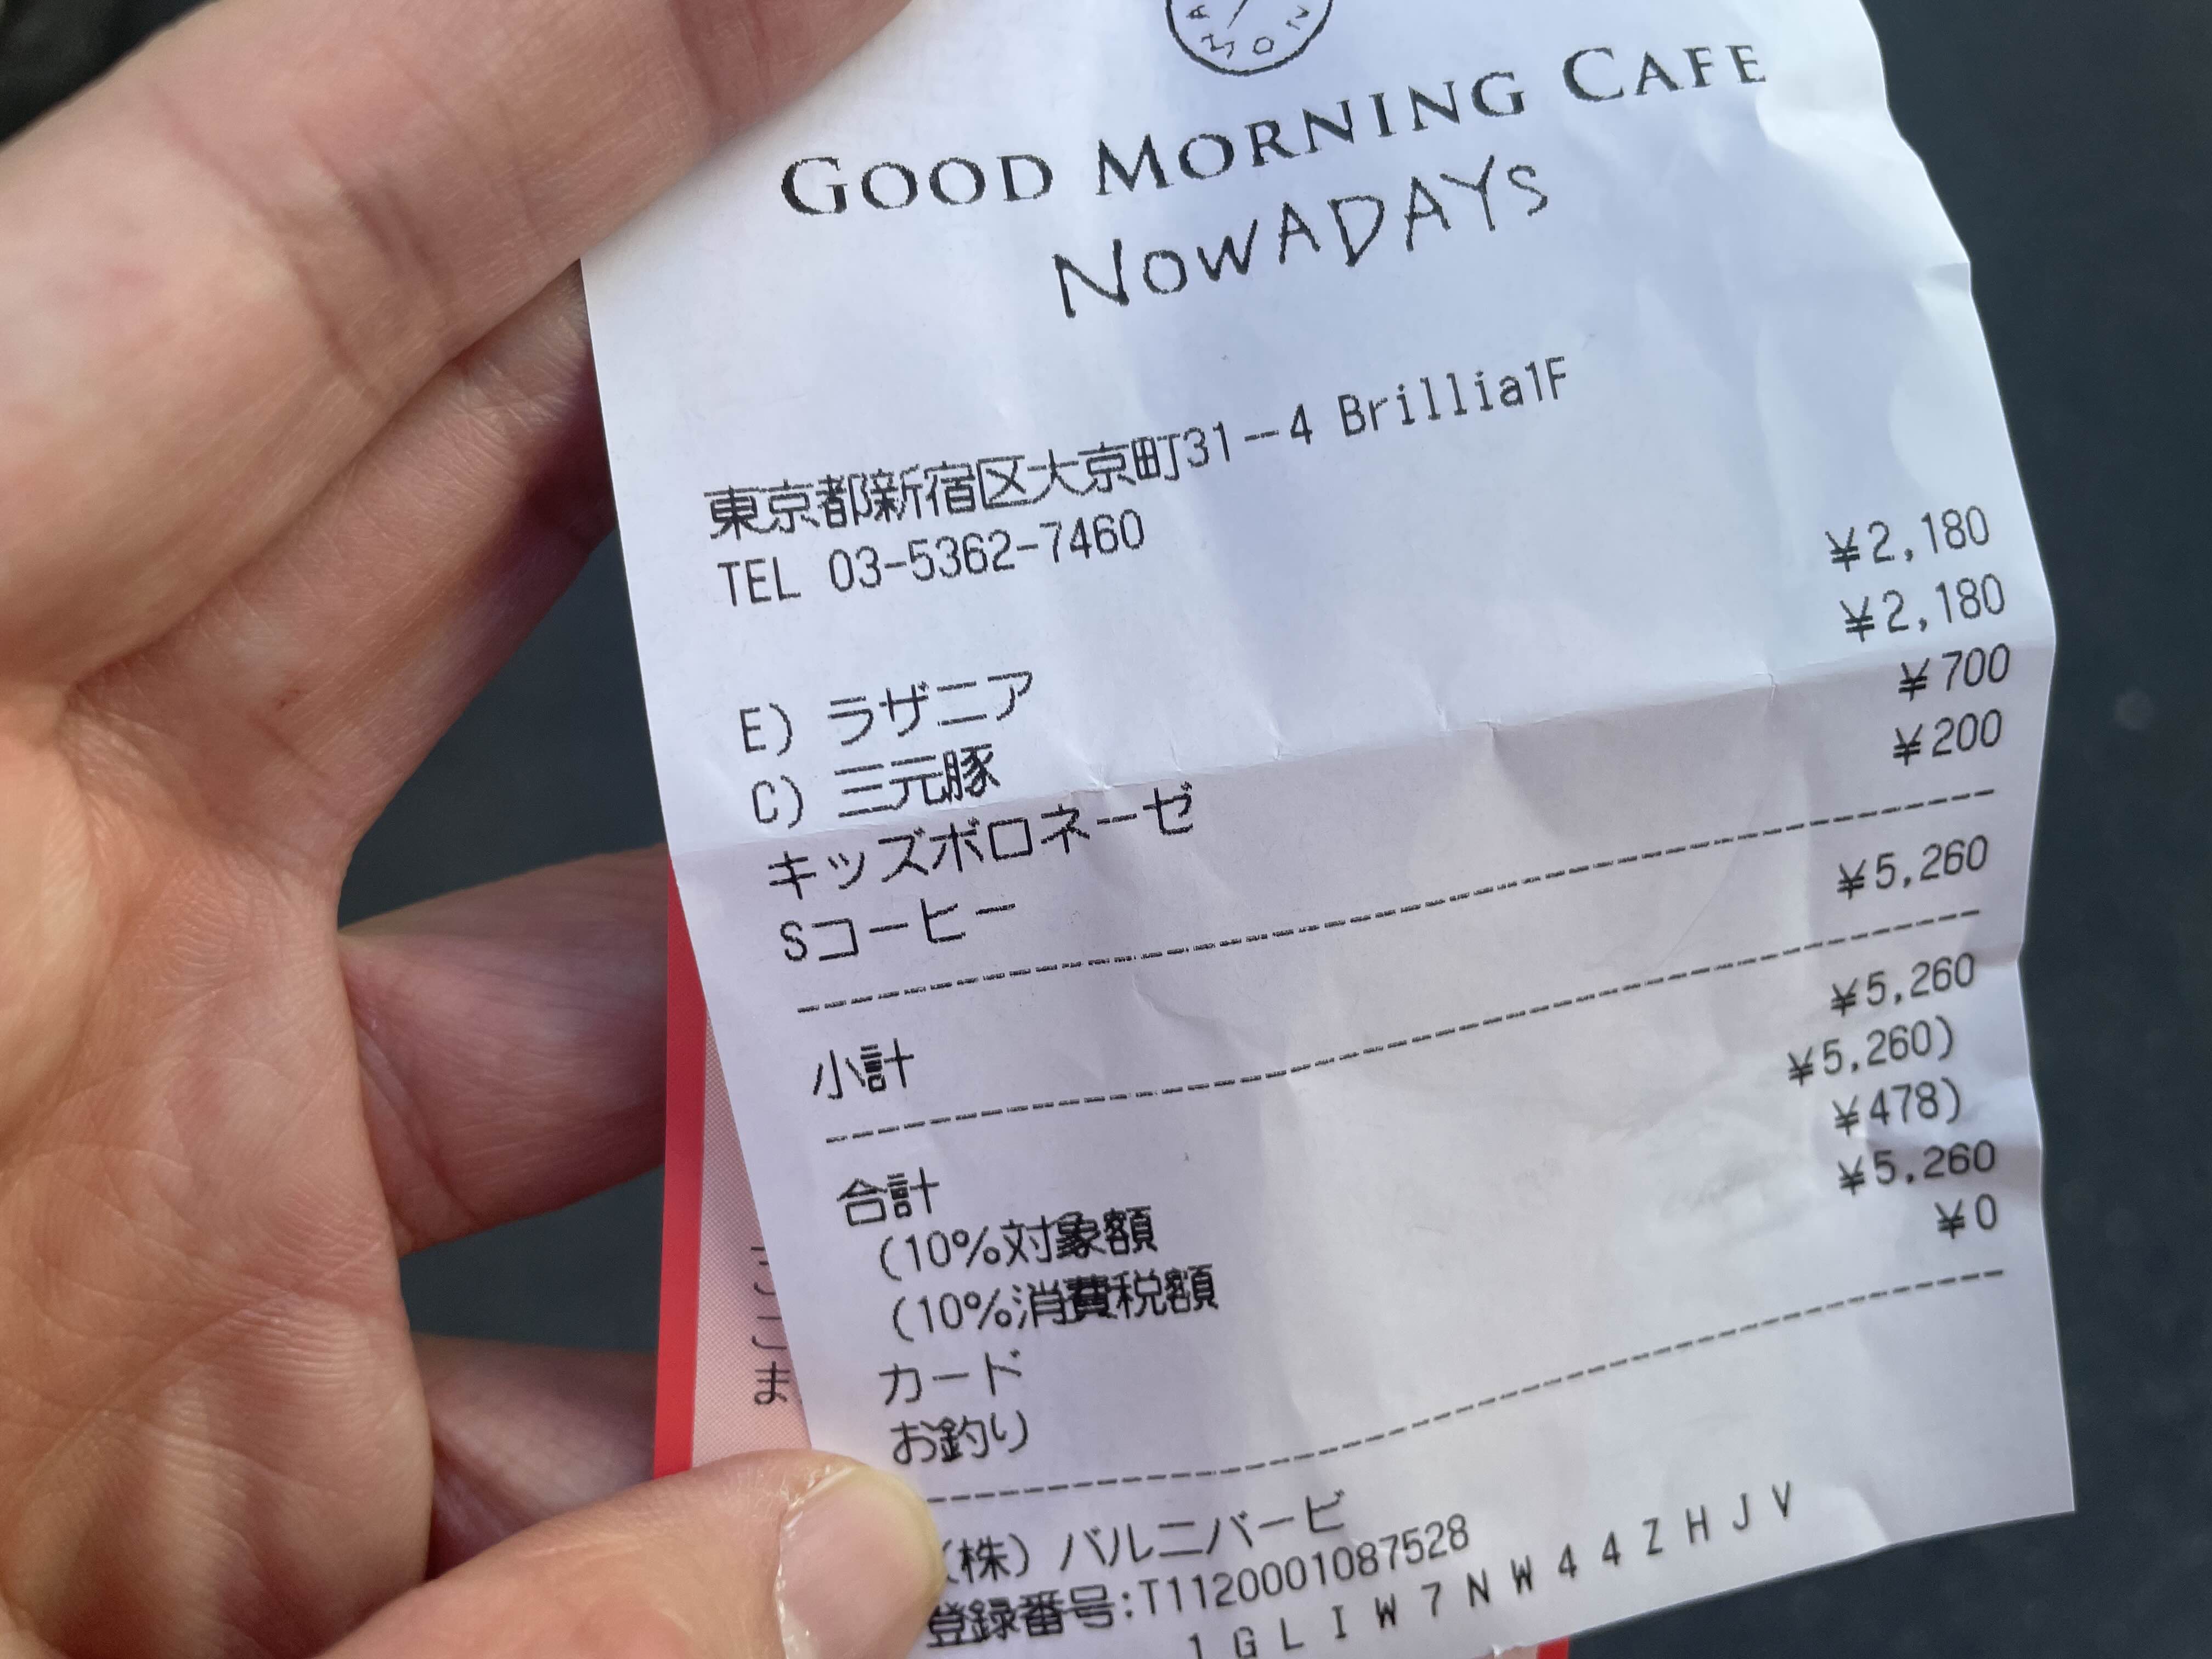 GOOD MORNING CAFE
NOWADAYS
東京都新宿区大京町31-4 Brillia1F
TEL 03-5362-7460
E) ラザニア ¥2,180
C) 三元豚 ¥2,180
キッズボロネーゼ ¥700
Sコーヒー ¥200
小計 ¥5,260
合計 ¥5,260
(10%対象額 ¥5,260)
(10%消費税額 ¥478)
カード ¥5,260
お釣り ¥0
(株) バルニバービ
登録番号:T1120001087528
1GLIW7NW44ZHJV